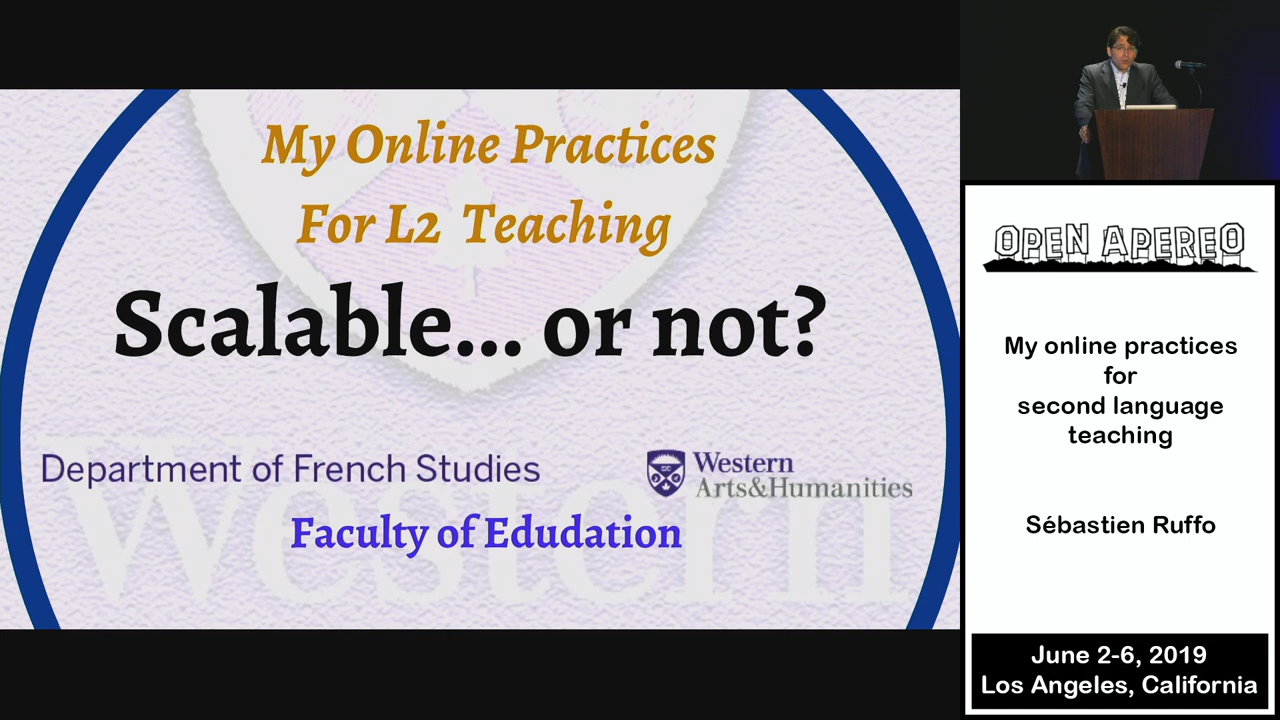 My Online Practices
For L2 Teaching
Scalable... or not?
Department of French Studies
Western
Arts&Humanities
Faculty of Edudation
Western
OPEN APEREO
My online practices
for
second language
teaching
Sébastien Ruffo
June 2-6, 2019
Los Angeles, California